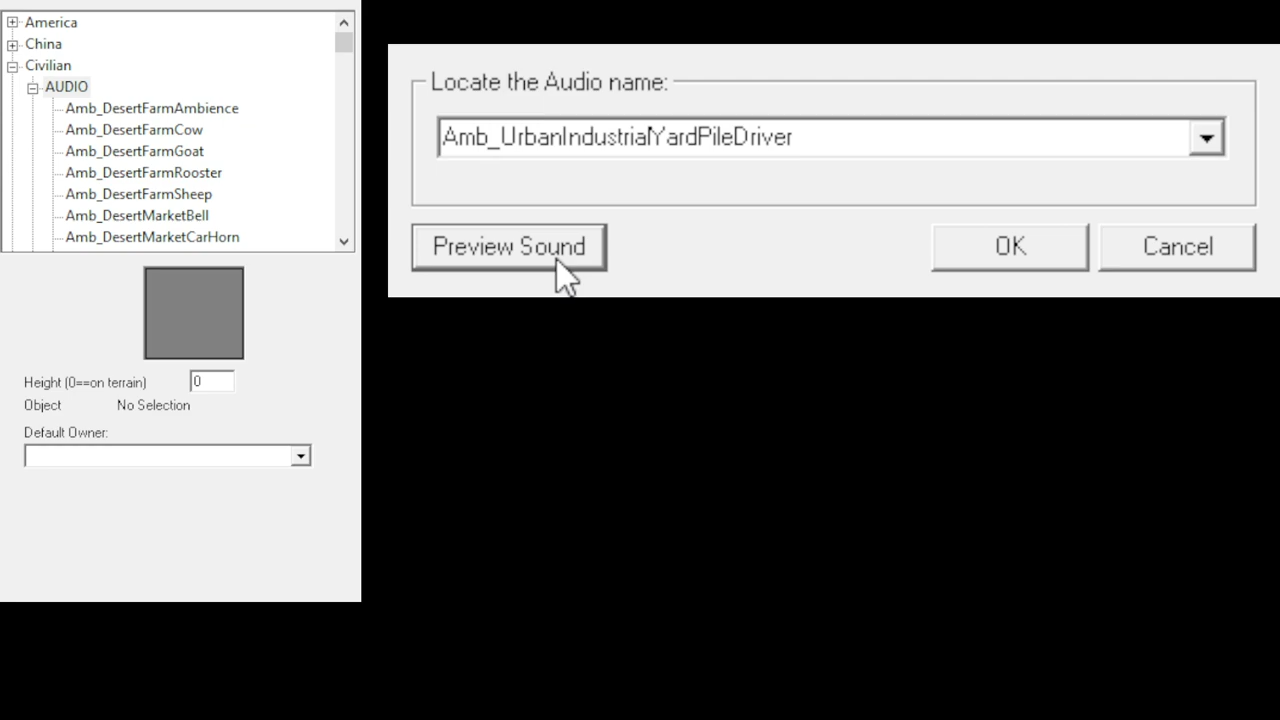 America
China
Civilian
AUDIO
Amb_DesertFarmAmbience
Amb_DesertFarmCow
Amb_DesertFarmGoat
Amb_DesertFarmRooster
Amb_DesertFarmSheep
Amb_DesertMarketBell
Amb_DesertMarketCarHorn
Height (0==on terrain) 0
Object No Selection
Default Owner:
Locate the Audio name:
Amb_UrbanIndustrialYardPileDriver
Preview Sound OK Cancel